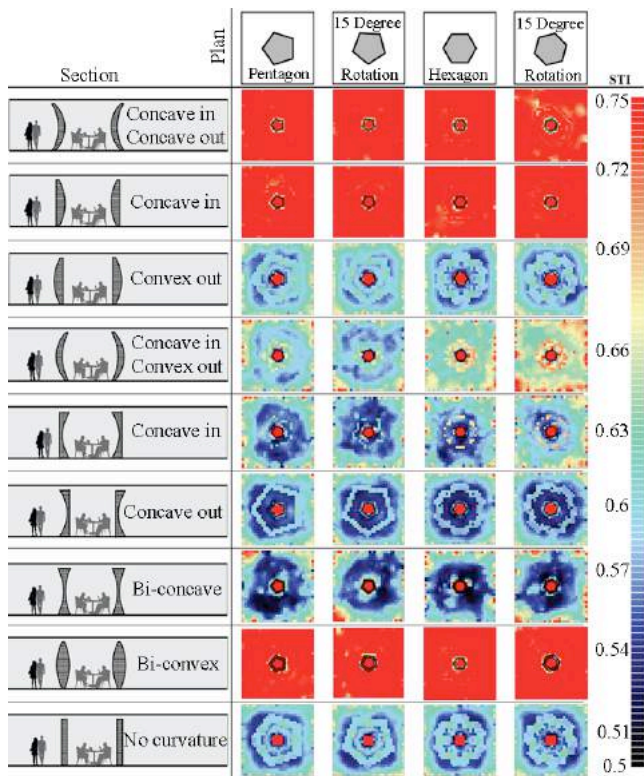 Plan
Section
Pentagon
15 Degree
Rotation
Hexagon
15 Degree
Rotation
STI
Concave in
Concave out
Concave in
Convex out
Concave in
Convex out
Concave in
Concave out
Bi-concave
Bi-convex
No curvature
0.75
0.72
0.69
0.66
0.63
0.6
0.57
0.54
0.51
0.5